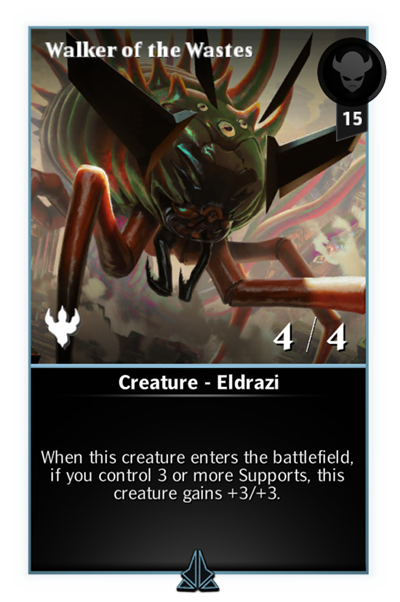 Walker of the Wastes
15
4 / 4
Creature - Eldrazi
When this creature enters the battlefield,
if you control 3 or more Supports, this
creature gains +3/+3.